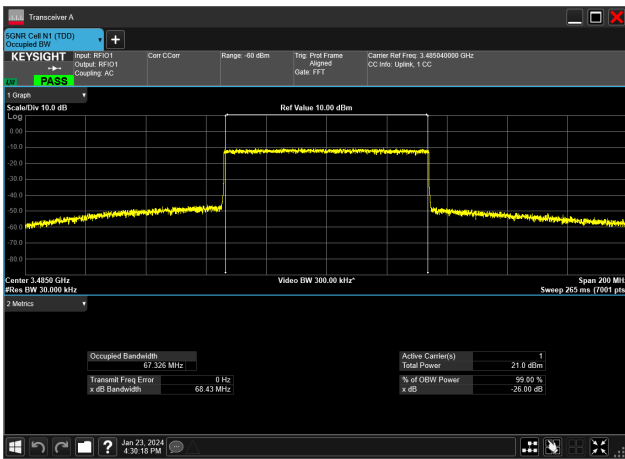 Transceiver A
5GNR Cell N1 (TDD)
Occupied BW
KEYSIGHT
PASS
Input: RFIO1
Output: RFIO1
Coupling: AC
Corr CCorr
Range: -60 dBm
Trig: Prot Frame
Aligned
Gate: FFT
Carrier Ref Freq: 3.485040000 GHz
CC Info: Uplink, 1 CC
1 Graph
Scale/Div 10.0 dB
Ref Value 10.00 dBm
Log
0.00
-10.0
-20.0
-30.0
-40.0
-50.0
-60.0
-70.0
-80.0
Center 3.4850 GHz
Video BW 300.00 kHz*
Span 200 MH
#Res BW 30.000 kHz
Sweep 265 ms (7001 pts
2 Metrics
Occupied Bandwidth
67.326 MHz
Transmit Freq Error 0 Hz
x dB Bandwidth 68.43 MHz
Active Carrier(s) 1
Total Power 21.0 dBm
% of OBW Power 99.00 %
x dB -26.00 dB
Jan 23, 2024
4:30:18 PM